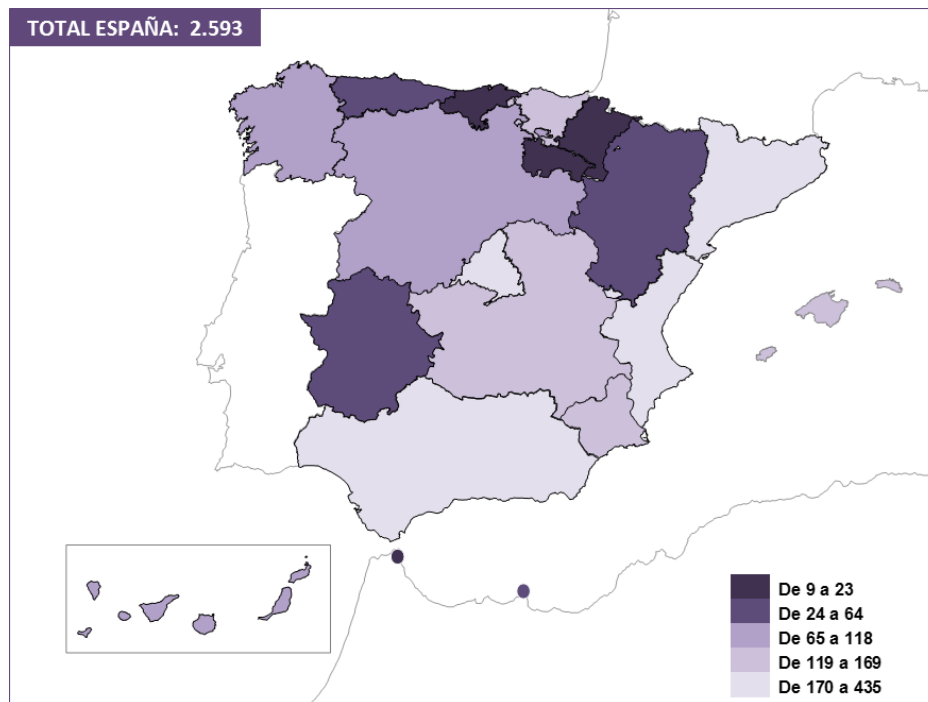 TOTAL ESPAÑA: 2.593
De 9 a 23
De 24 a 64
De 65 a 118
De 119 a 169
De 170 a 435